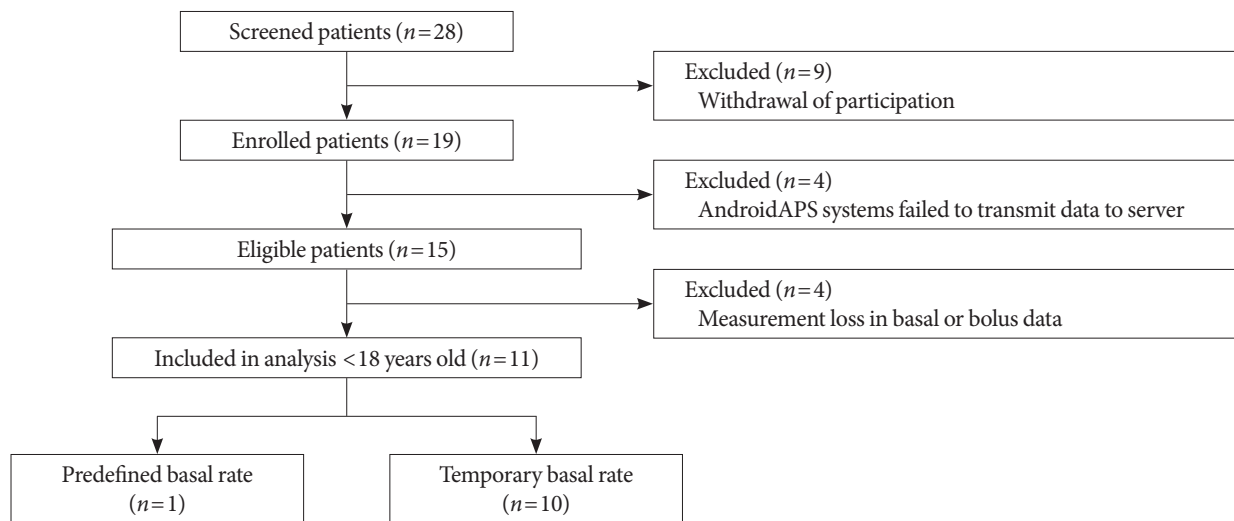 Screened patients (n=28)
Excluded (n=9)
Withdrawal of participation
Enrolled patients (n=19)
Excluded (n=4)
AndroidAPS systems failed to transmit data to server
Eligible patients (n=15)
Excluded (n=4)
Measurement loss in basal or bolus data
Included in analysis <18 years old (n=11)
Predefined basal rate
(n=1)
Temporary basal rate
(n=10)